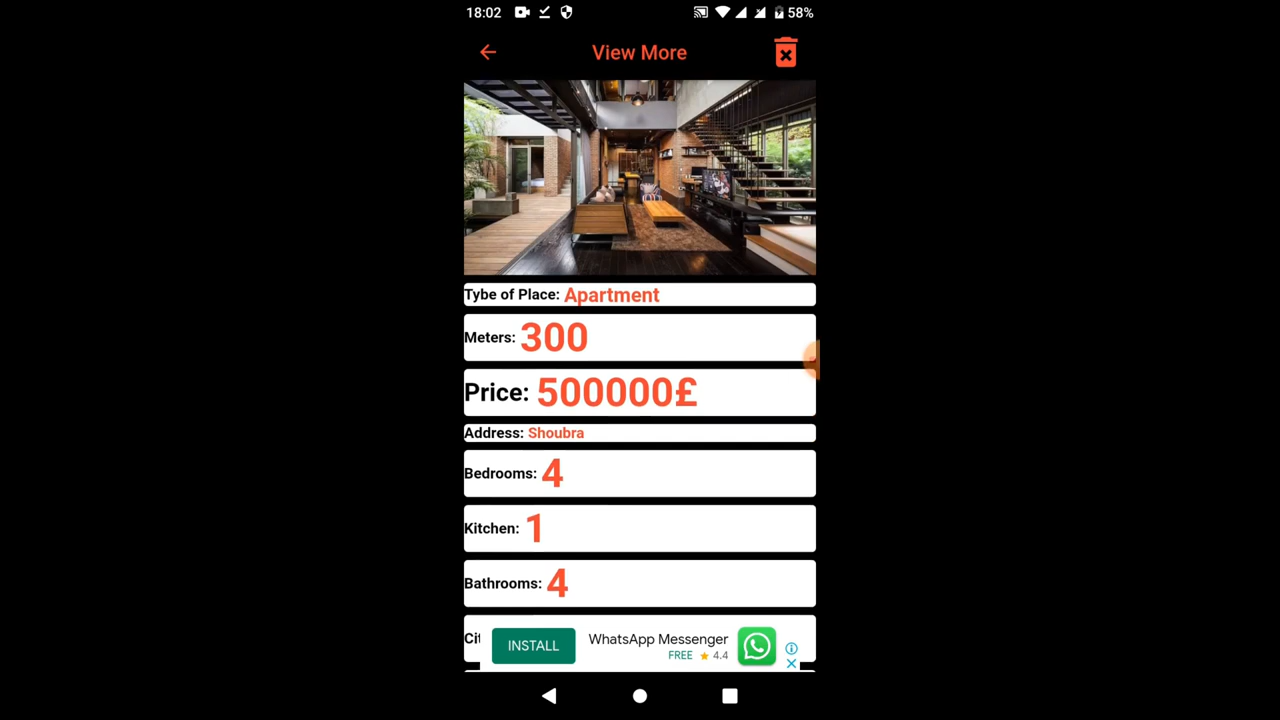 18:02 58%
View More
Tybe of Place: Apartment
Meters: 300
Price: 500000£
Address: Shoubra
Bedrooms: 4
Kitchen: 1
Bathrooms: 4
Cit
INSTALL
WhatsApp Messenger
FREE ★ 4.4